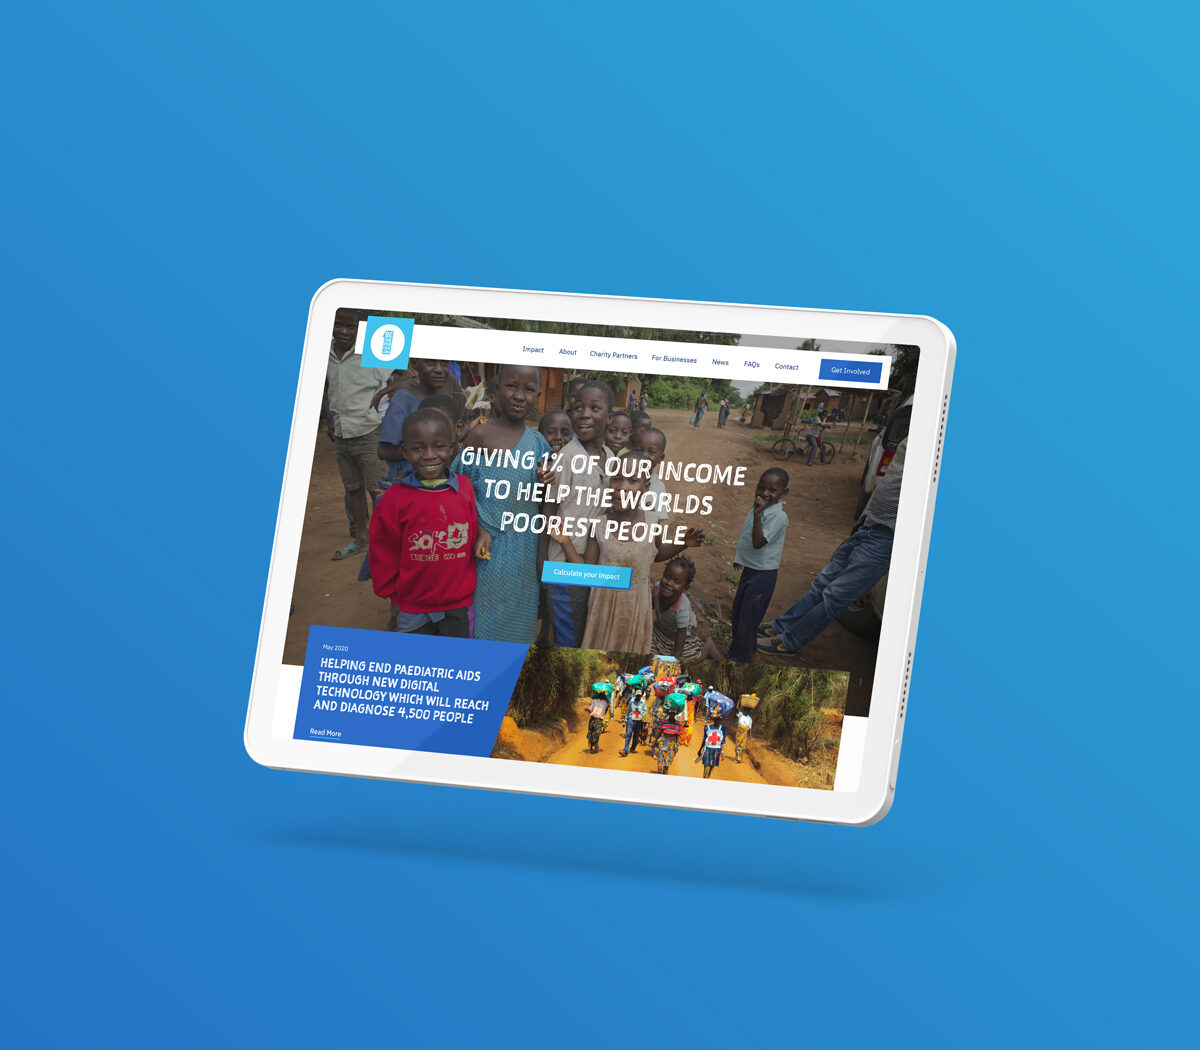 Impact About Charity Partners For Businesses News FAQs Contact Get Involved
GIVING 1% OF OUR INCOME
TO HELP THE WORLDS
POOREST PEOPLE
Calculate your impact
May 2020
HELPING END PAEDIATRIC AIDS
THROUGH NEW DIGITAL
TECHNOLOGY WHICH WILL REACH
AND DIAGNOSE 4,500 PEOPLE
Read More